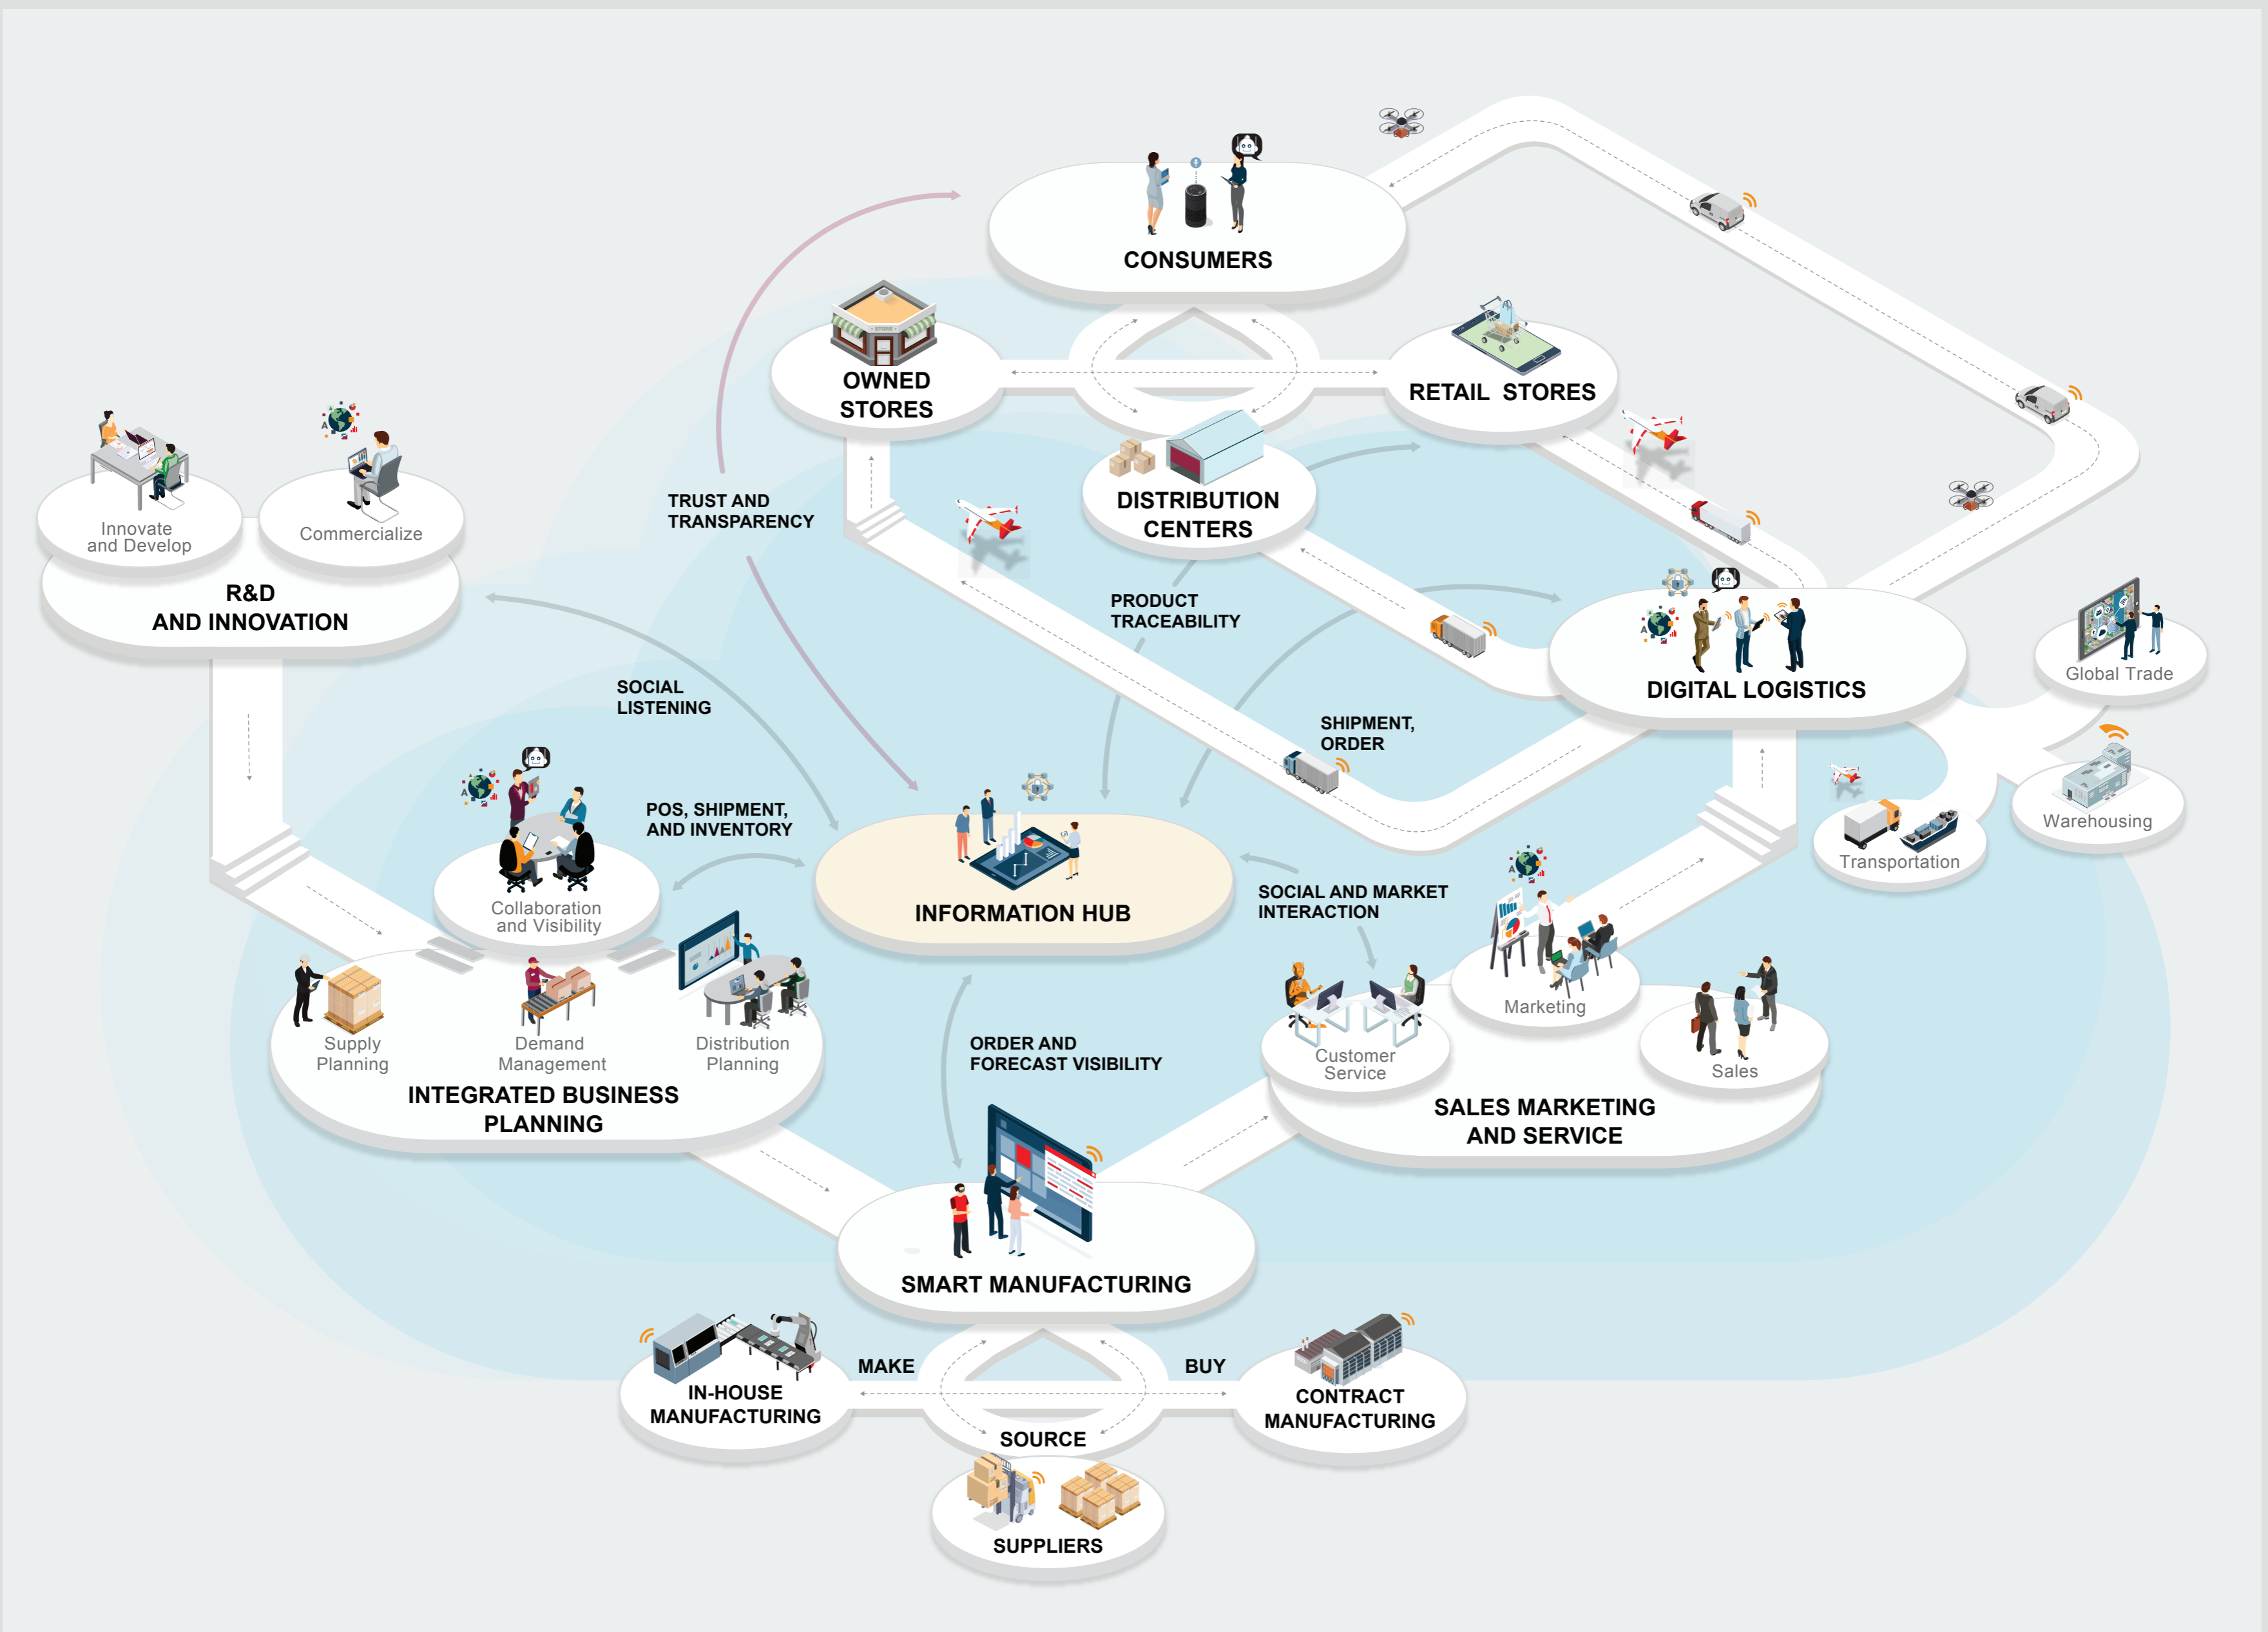 CONSUMERS
OWNED
STORES
STORE
RETAIL STORES
DISTRIBUTION
CENTERS
TRUST AND
TRANSPARENCY
Innovate
and Develop
Commercialize
R&D
AND INNOVATION
PRODUCT
TRACEABILITY
SOCIAL
LISTENING
SHIPMENT,
ORDER
DIGITAL LOGISTICS
Global Trade
Warehousing
Transportation
POS, SHIPMENT,
AND INVENTORY
Collaboration
and Visibility
INFORMATION HUB
SOCIAL AND MARKET
INTERACTION
Supply
Planning
Demand
Management
Distribution
Planning
INTEGRATED BUSINESS
PLANNING
ORDER AND
FORECAST VISIBILITY
Customer
Service
Marketing
Sales
SALES MARKETING
AND SERVICE
SMART MANUFACTURING
MAKE
BUY
IN-HOUSE
MANUFACTURING
CONTRACT
MANUFACTURING
SOURCE
SUPPLIERS